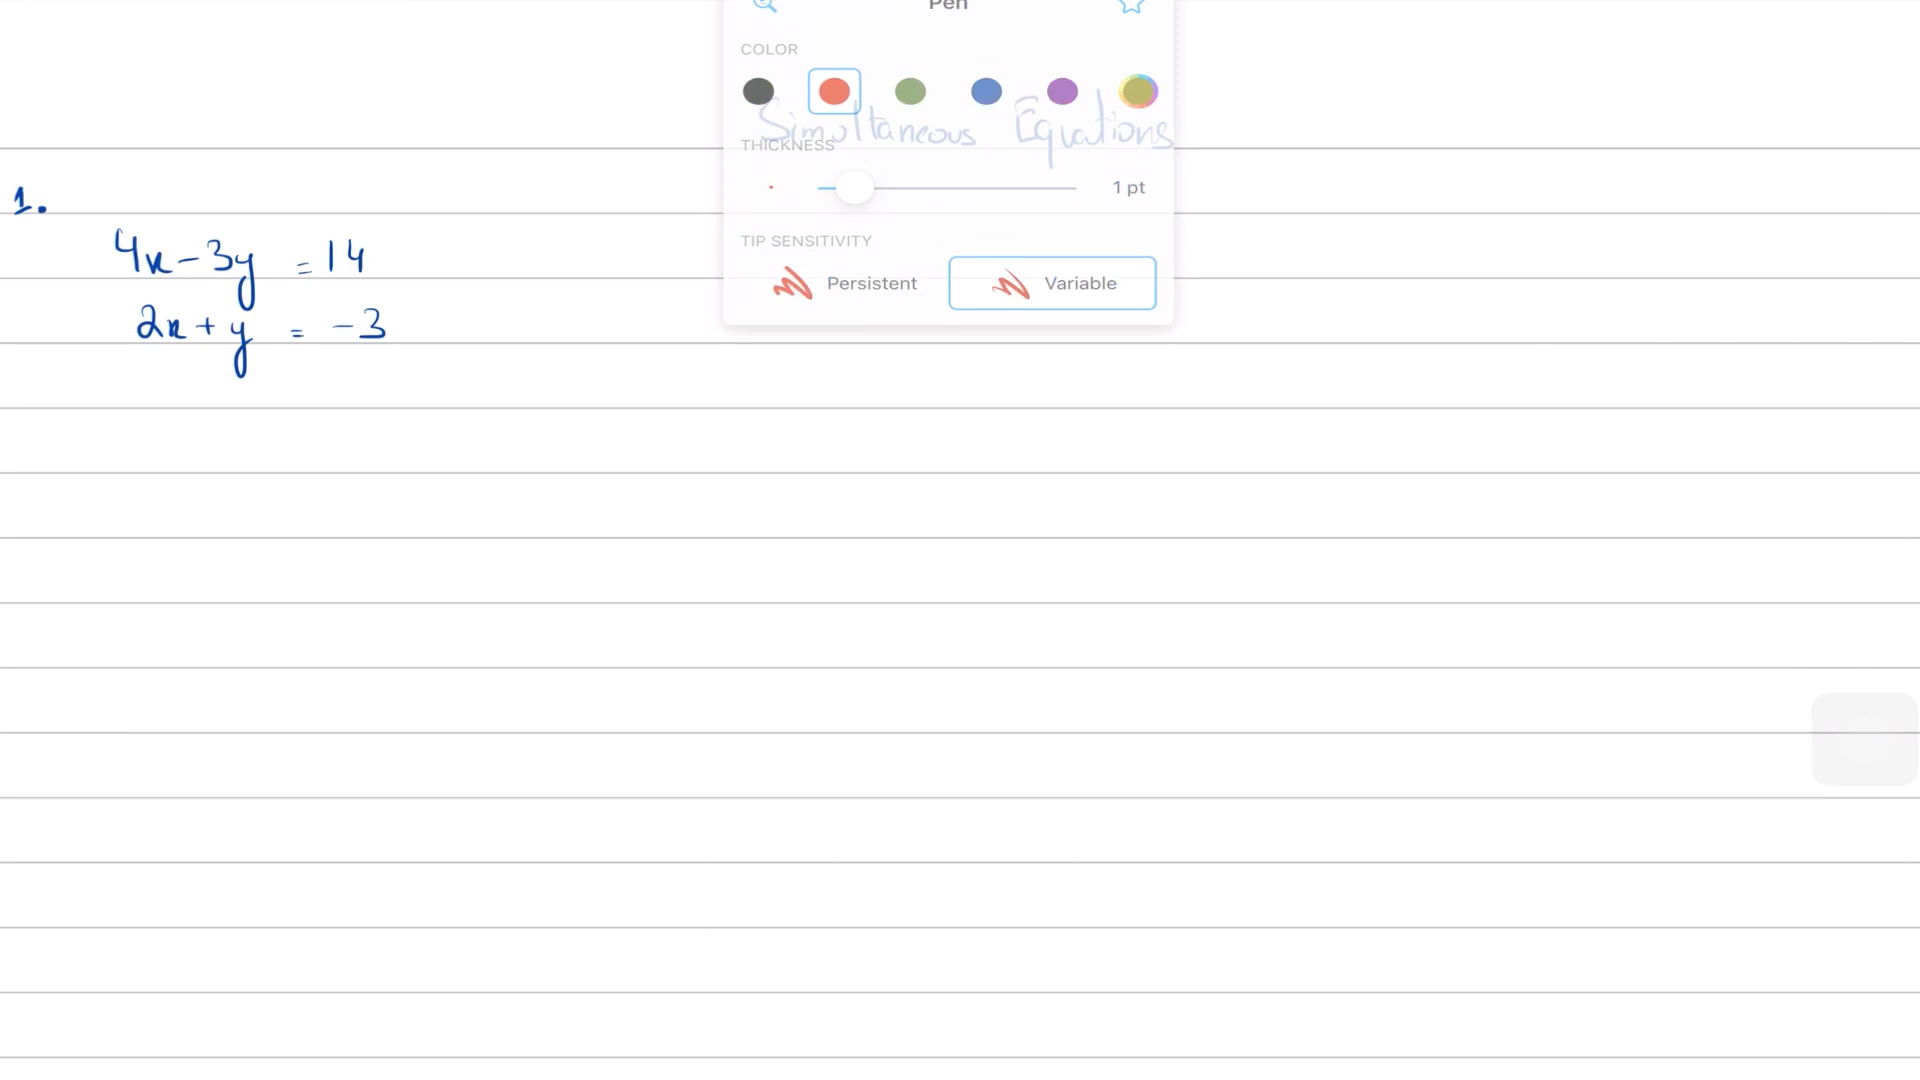 Pen
COLOR
Simultaneous Equations
THICKNESS
1 pt
1.
TIP SENSITIVITY
4x - 3y = 14
Persistent Variable
2x + y = -3